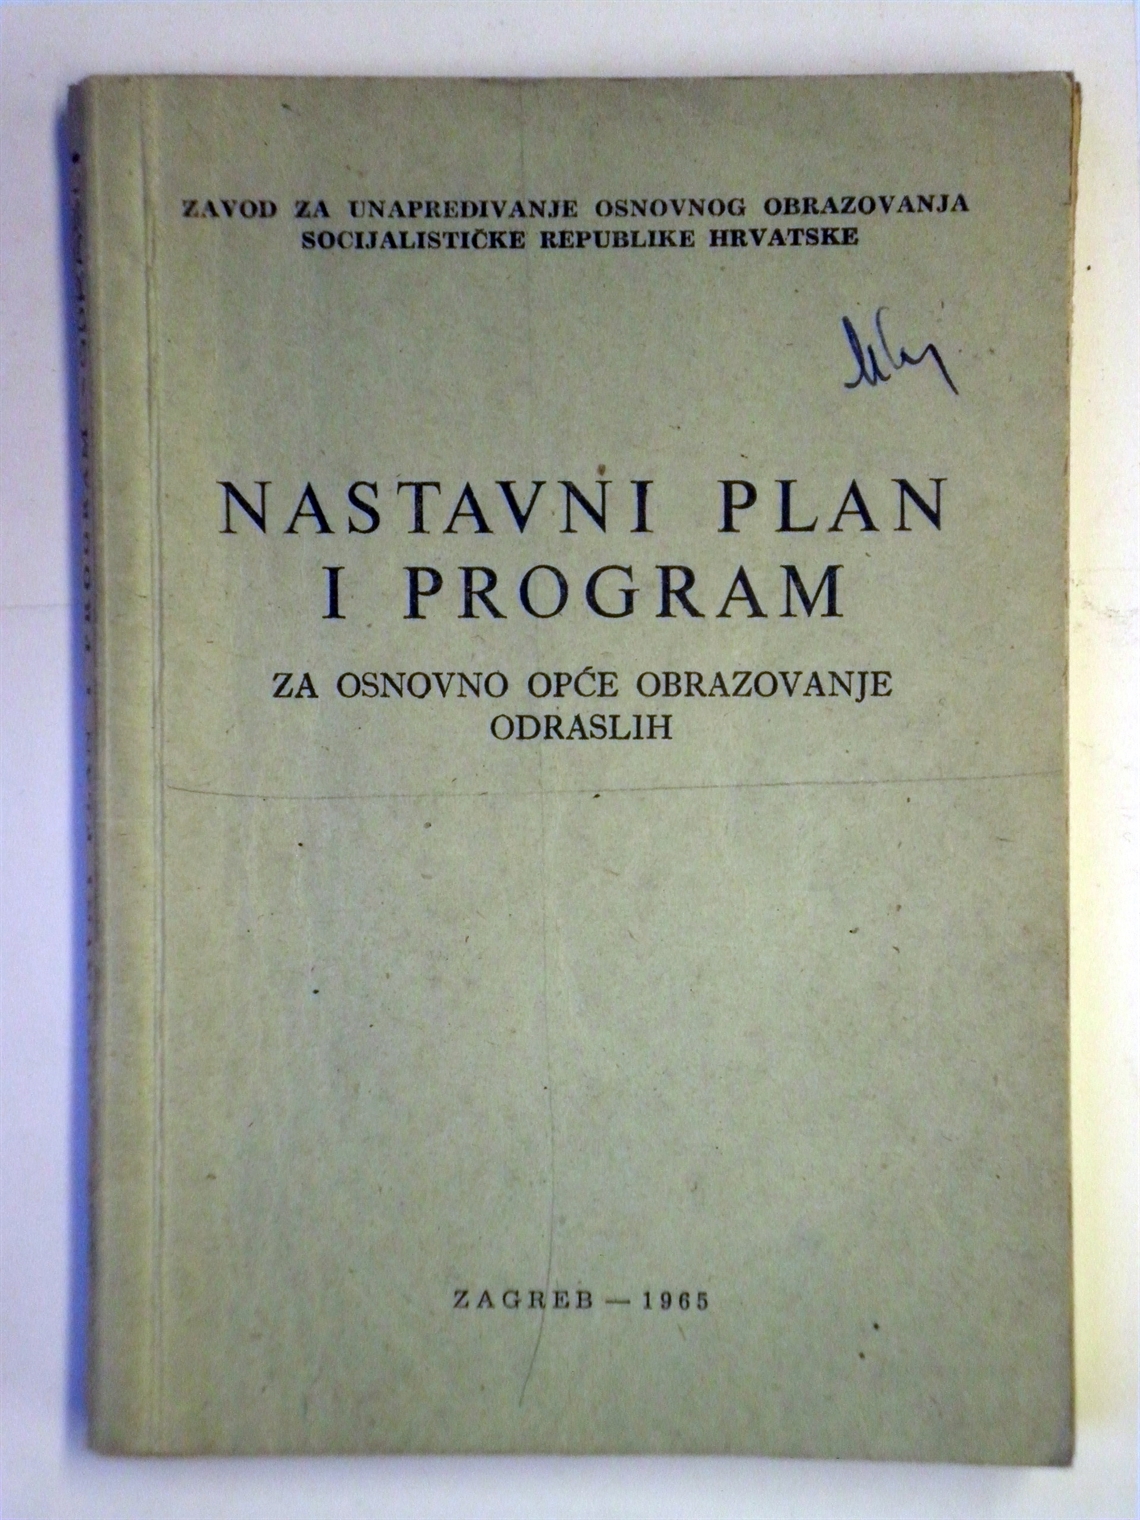 ZAVOD ZA UNAPREĐIVANJE OSNOVNOG OBRAZOVANJA
SOCIJALISTIČKE REPUBLIKE HRVATSKE
NASTAVNI PLAN
I PROGRAM
ZA OSNOVNO OPĆE OBRAZOVANJE
ODRASLIH
ZAGREB — 1965